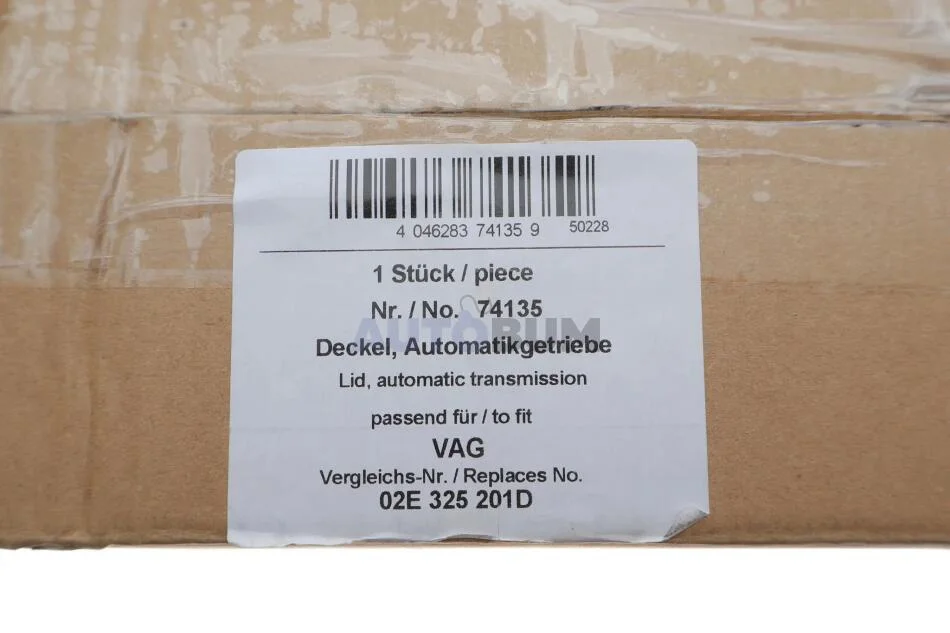 4 046283 74135 9 50228
1 Stück / piece
Nr. / No. 74135
AUTOBUM
Deckel, Automatikgetriebe
Lid, automatic transmission
passend für / to fit
VAG
Vergleichs-Nr. / Replaces No.
02E 325 201D